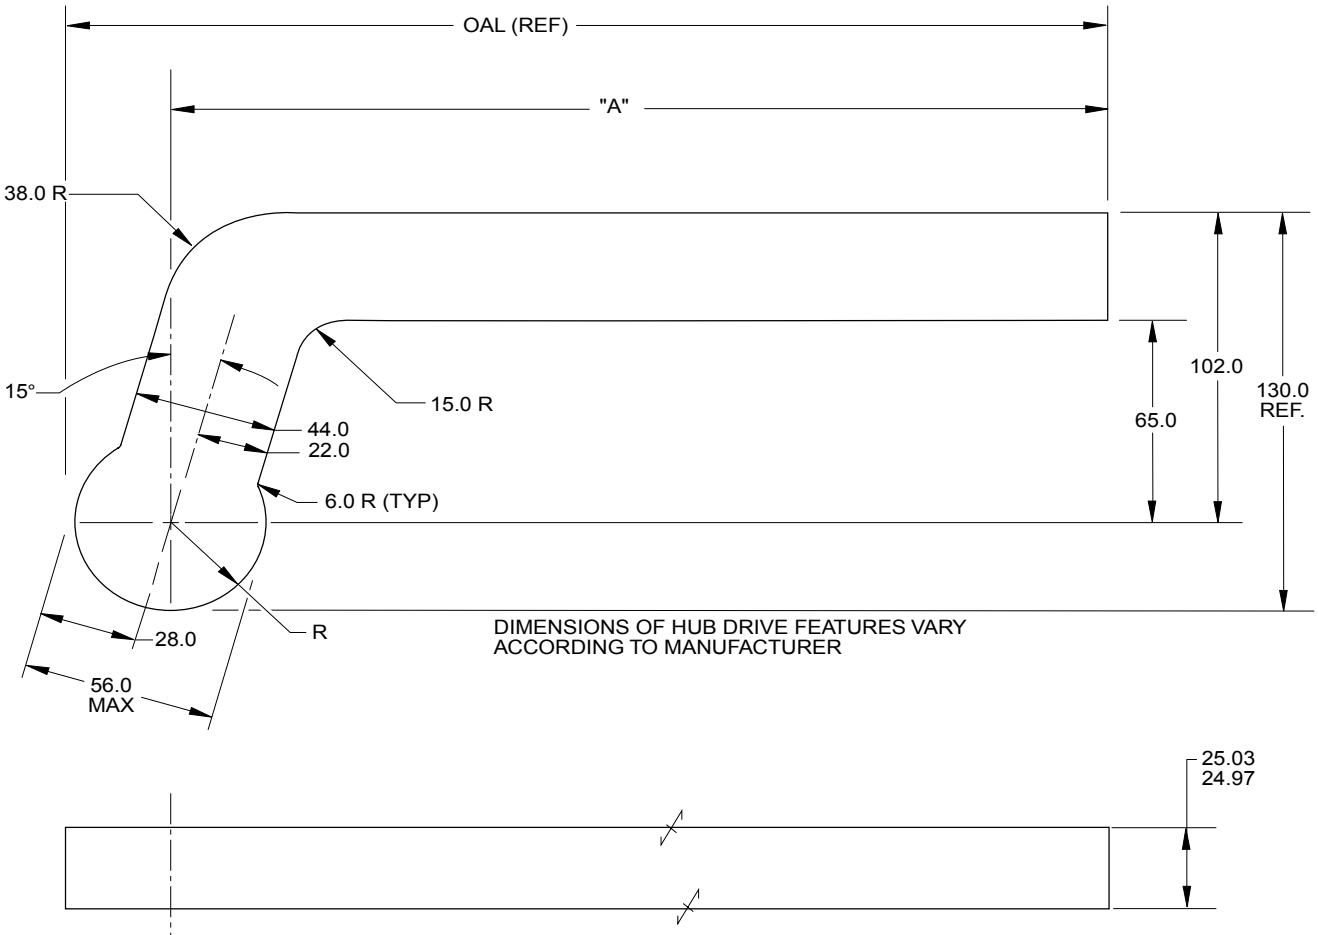 OAL (REF)
"A"
38.0 R
15°
15.0 R
44.0
22.0
102.0
130.0
REF.
65.0
6.0 R (TYP)
R
28.0
56.0
MAX
DIMENSIONS OF HUB DRIVE FEATURES VARY
ACCORDING TO MANUFACTURER
25.03
24.97